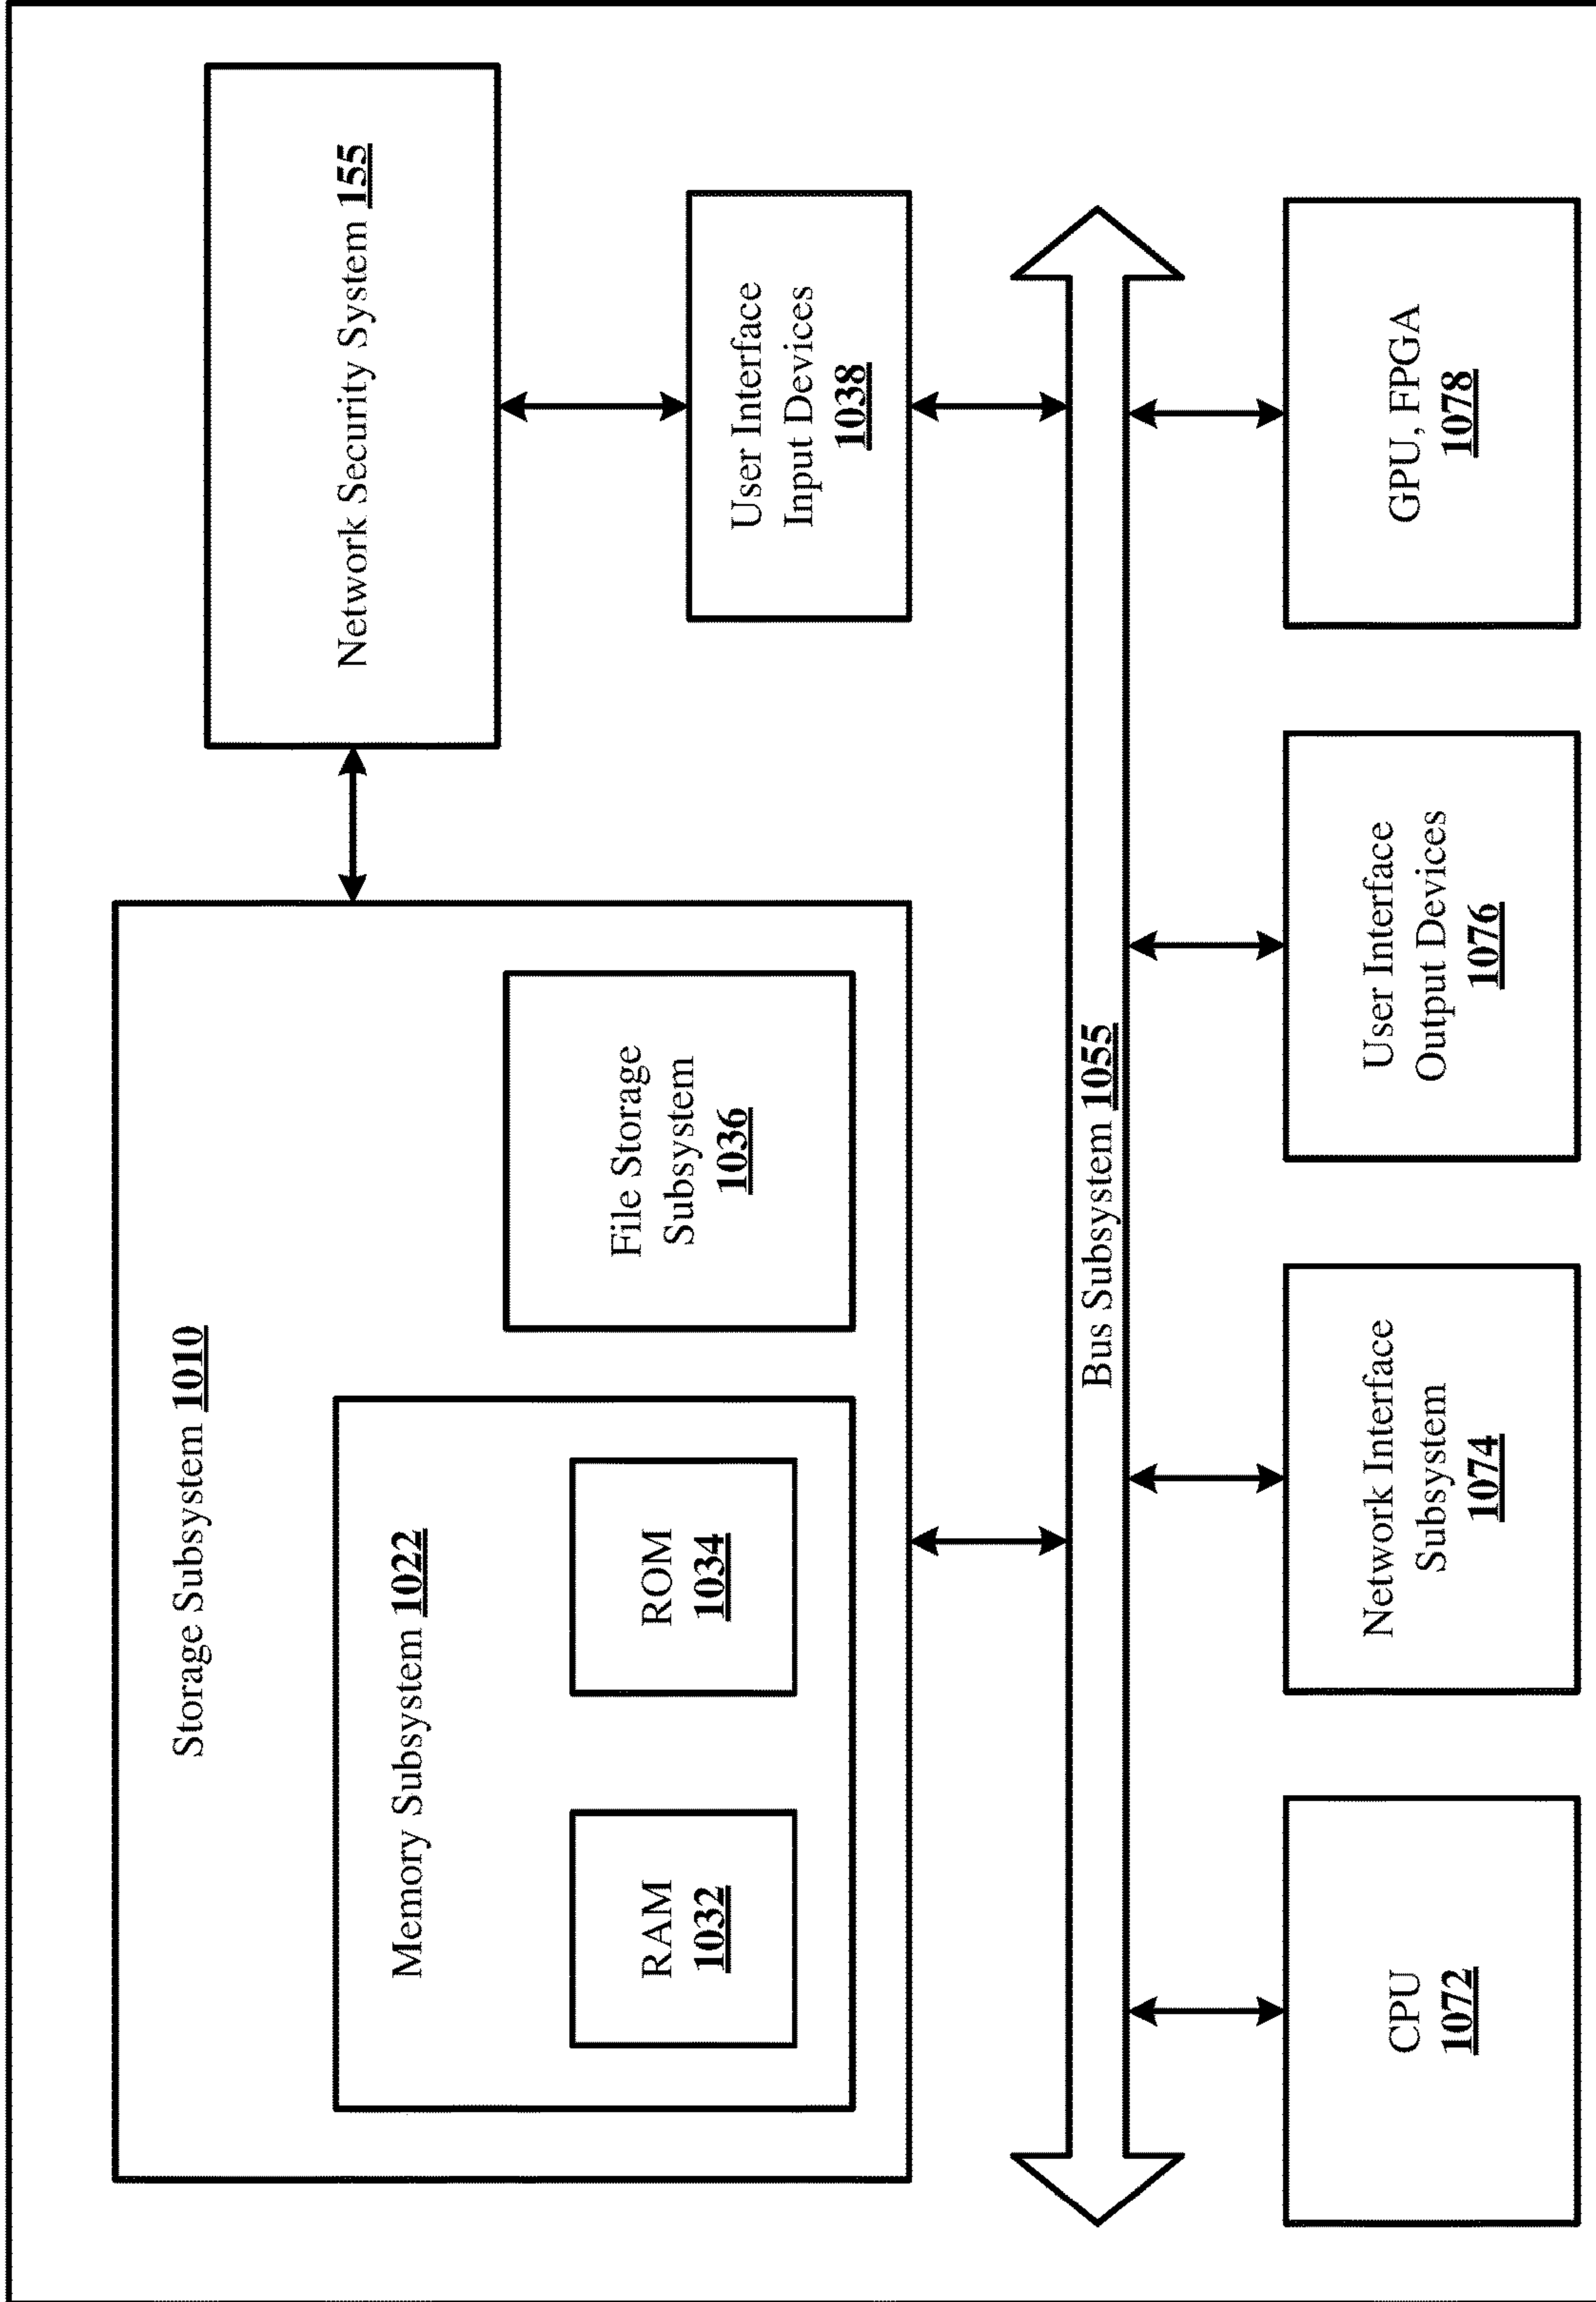 Storage Subsystem 1010
Memory Subsystem 1022
RAM
1032
ROM
1034
File Storage
Subsystem
1036
Network Security System 155
User Interface
Input Devices
1038
Bus Subsystem 1055
CPU
1072
Network Interface
Subsystem
1074
User Interface
Output Devices
1076
GPU, FPGA
1078